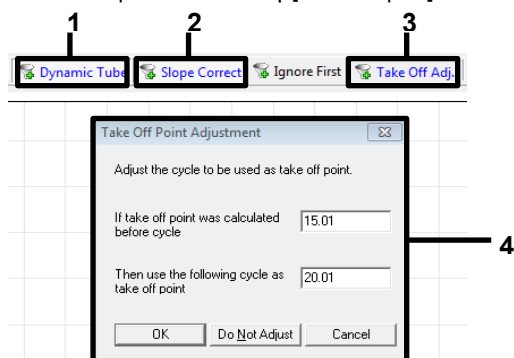 1 2 3
Dynamic Tube Slope Correct Ignore First Take Off Adj.
Take Off Point Adjustment
Adjust the cycle to be used as take off point.
If take off point was calculated
before cycle
15.01
4
Then use the following cycle as
take off point
20.01
OK Do Not Adjust Cancel